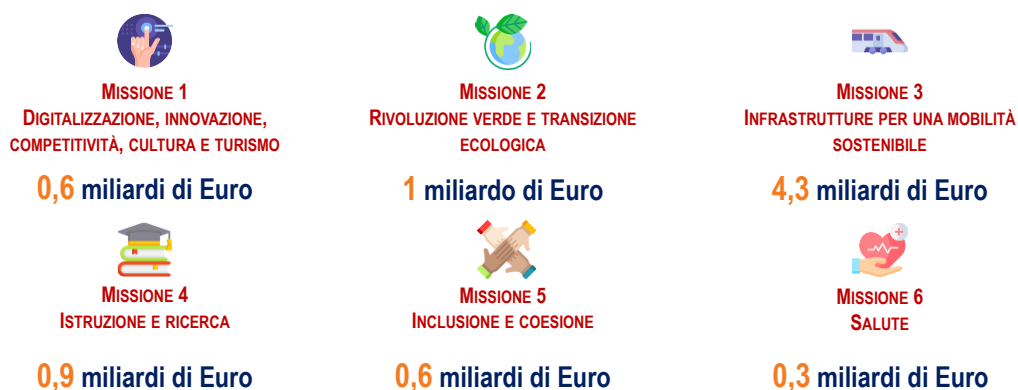 Missione 1
Digitalizzazione, innovazione,
competitività, cultura e turismo
0,6 miliardi di Euro
Missione 2
Rivoluzione verde e transizione
ecologica
1 miliardo di Euro
Missione 3
Infrastrutture per una mobilità
sostenibile
4,3 miliardi di Euro
Missione 4
Istruzione e ricerca
0,9 miliardi di Euro
Missione 5
Inclusione e coesione
0,6 miliardi di Euro
Missione 6
Salute
0,3 miliardi di Euro